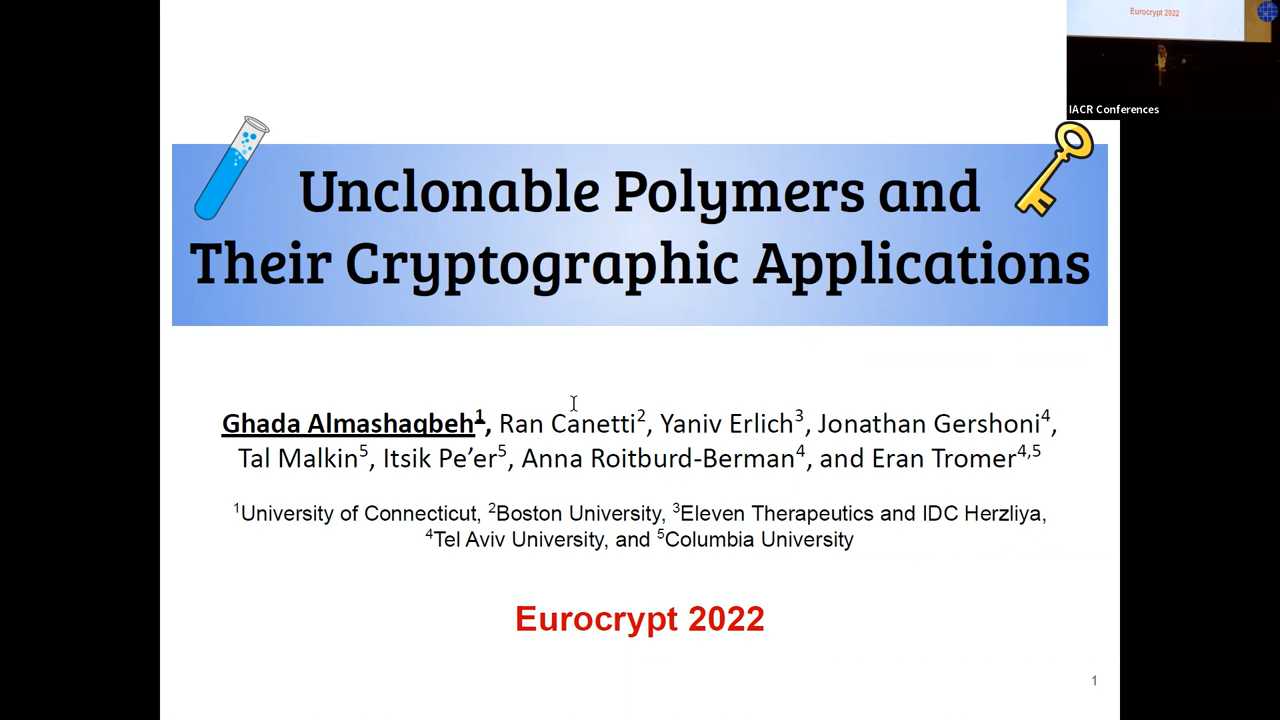 Eurocrypt 2022
IACR Conferences
Unclonable Polymers and
Their Cryptographic Applications
Ghada Almashaqbeh¹, Ran Canetti², Yaniv Erlich³, Jonathan Gershoni⁴,
Tal Malkin⁵, Itsik Pe’er⁵, Anna Roitburd-Berman⁴, and Eran Tromer⁴,⁵
¹University of Connecticut, ²Boston University, ³Eleven Therapeutics and IDC Herzliya,
⁴Tel Aviv University, and ⁵Columbia University
Eurocrypt 2022
1